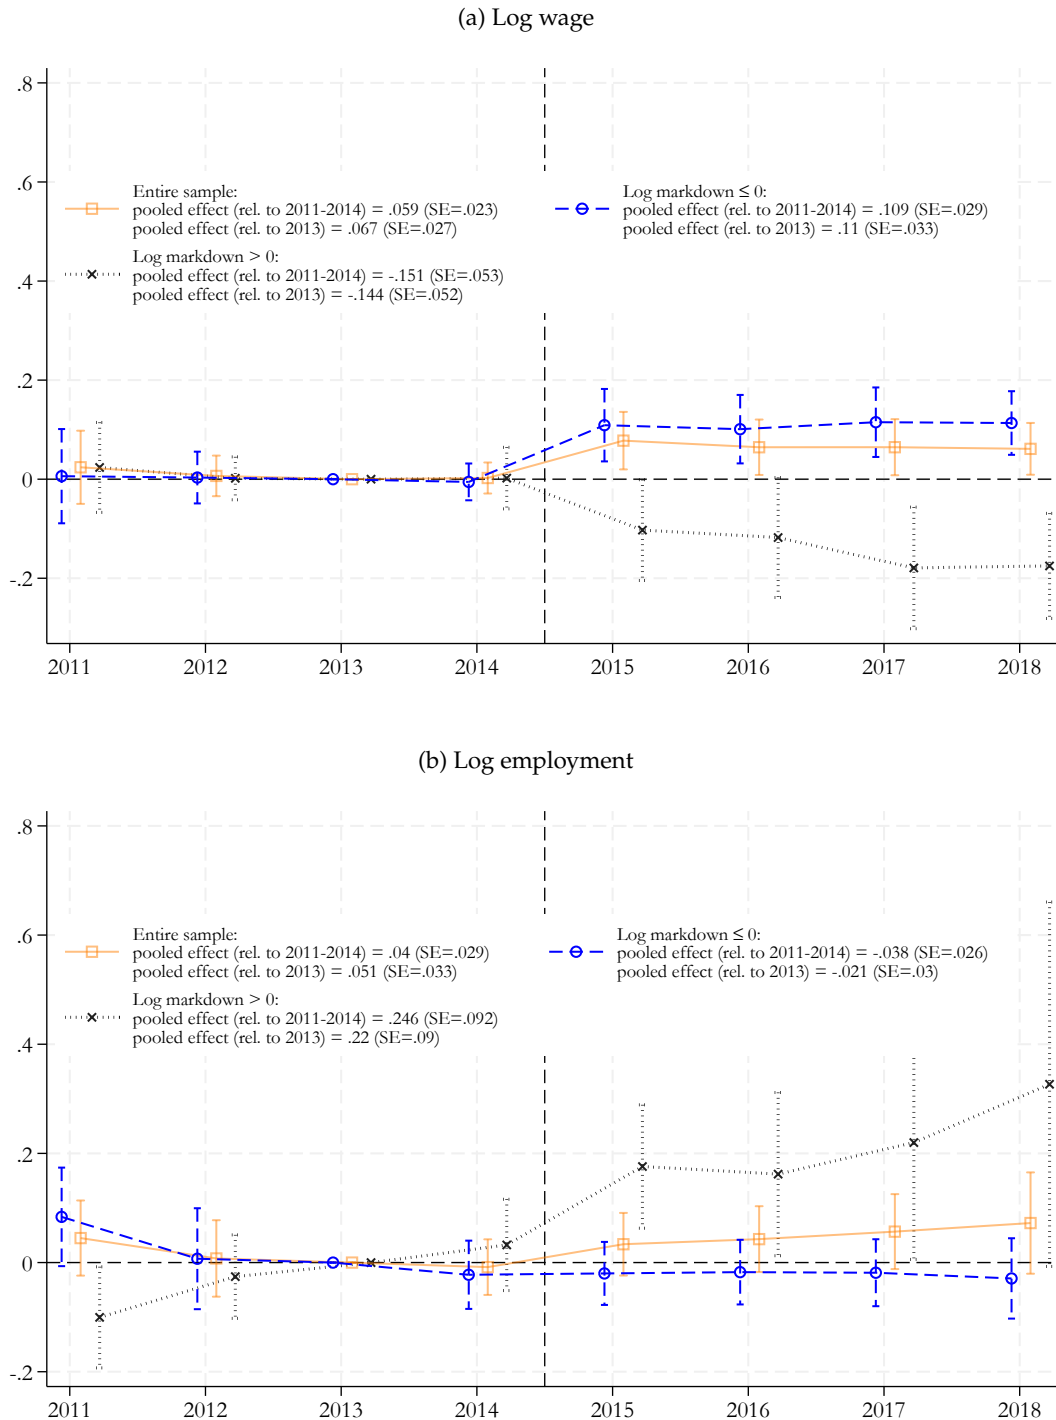 (a) Log wage
.8
.6
.4
.2
0
-.2
Entire sample:
pooled effect (rel. to 2011-2014) = .059 (SE=.023)
pooled effect (rel. to 2013) = .067 (SE=.027)
Log markdown > 0:
pooled effect (rel. to 2011-2014) = -.151 (SE=.053)
pooled effect (rel. to 2013) = -.144 (SE=.052)
Log markdown ≤ 0:
pooled effect (rel. to 2011-2014) = .109 (SE=.029)
pooled effect (rel. to 2013) = .11 (SE=.033)
2011 2012 2013 2014 2015 2016 2017 2018
(b) Log employment
.8
.6
.4
.2
0
-.2
Entire sample:
pooled effect (rel. to 2011-2014) = .04 (SE=.029)
pooled effect (rel. to 2013) = .051 (SE=.033)
Log markdown > 0:
pooled effect (rel. to 2011-2014) = .246 (SE=.092)
pooled effect (rel. to 2013) = .22 (SE=.09)
Log markdown ≤ 0:
pooled effect (rel. to 2011-2014) = -.038 (SE=.026)
pooled effect (rel. to 2013) = -.021 (SE=.03)
2011 2012 2013 2014 2015 2016 2017 2018